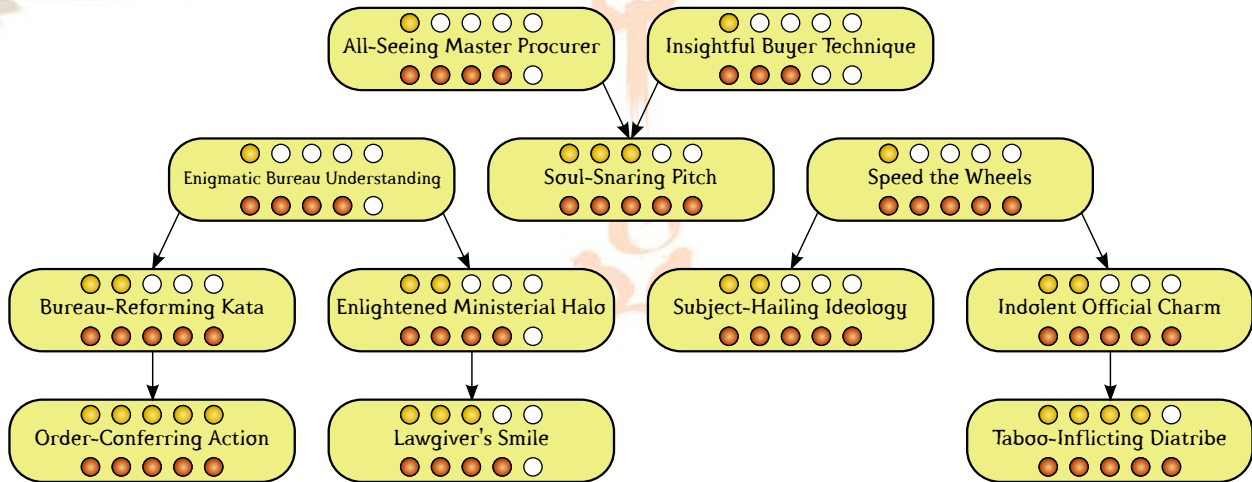 All-Seeing Master Procurer
Insightful Buyer Technique
Enigmatic Bureau Understanding
Soul-Snaring Pitch
Speed the Wheels
Bureau-Reforming Kata
Enlightened Ministerial Halo
Subject-Hailing Ideology
Indolent Official Charm
Order-Conferring Action
Lawgiver's Smile
Taboo-Inflicting Diatribe